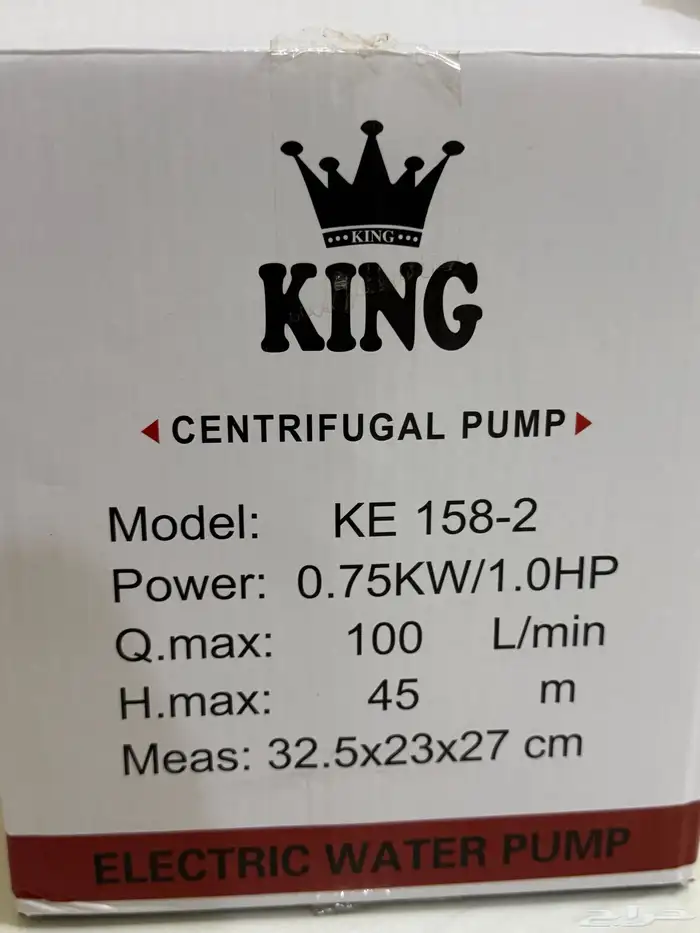 •••KING•••
KING
CENTRIFUGAL PUMP
Model: KE 158-2
Power: 0.75KW/1.0HP
Q.max: 100 L/min
H.max: 45 m
Meas: 32.5x23x27 cm
ELECTRIC WATER PUMP
حراج